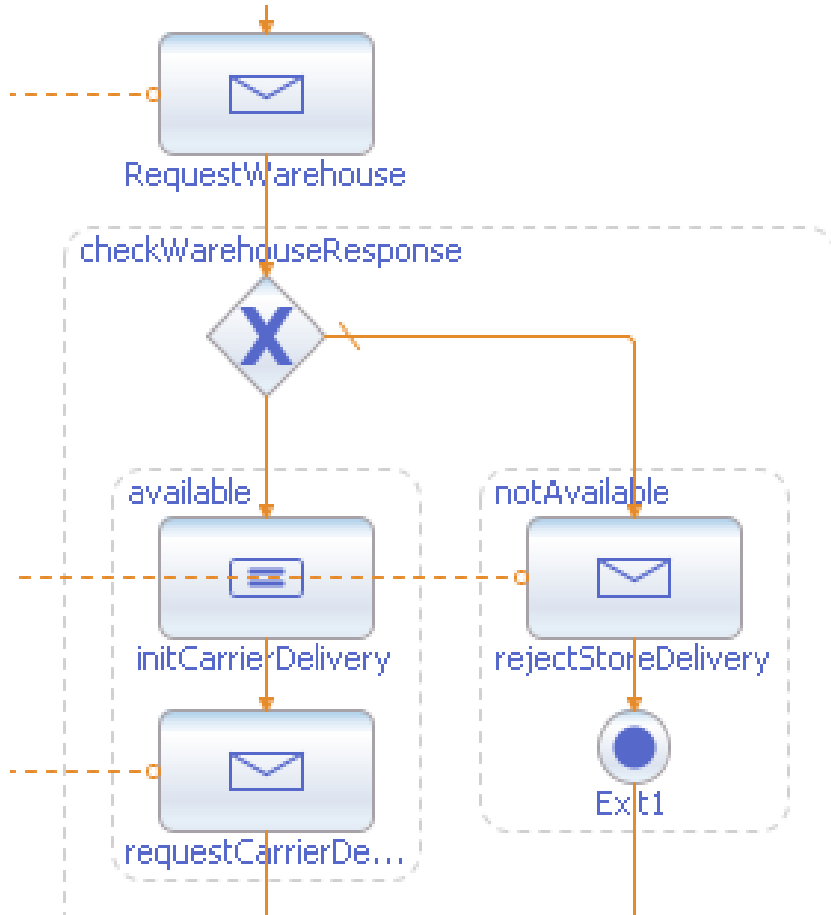 RequestWarehouse
checkWarehouseResponse
X
available
notAvailable
initCarrierDelivery
rejectStoreDelivery
Exit1
requestCarrierDe...